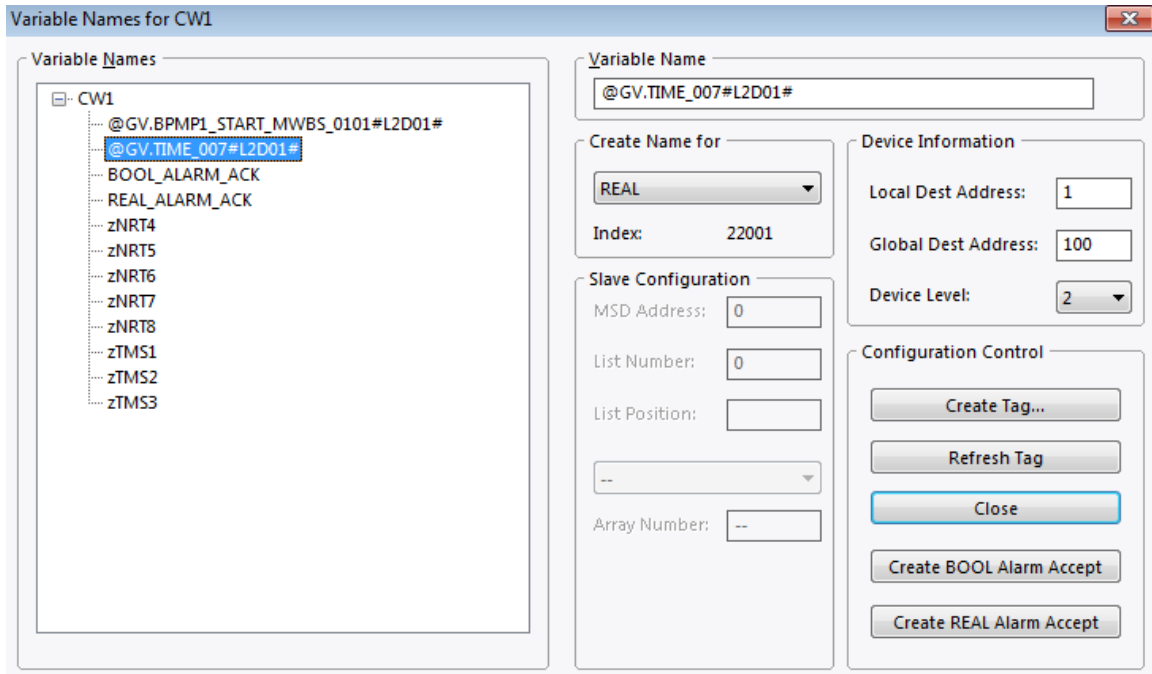 Variable Names for CW1
Variable Names
CW1
@GV.BPMP1_START_MWBS_0101#L2D01#
@GV.TIME_007#L2D01#
BOOL_ALARM_ACK
REAL_ALARM_ACK
zNRT4
zNRT5
zNRT6
zNRT7
zNRT8
zTMS1
zTMS2
zTMS3
Variable Name
@GV.TIME_007#L2D01#
Create Name for
REAL
Index: 22001
Slave Configuration
MSD Address: 0
List Number: 0
List Position:
--
Array Number: --
Device Information
Local Dest Address: 1
Global Dest Address: 100
Device Level: 2
Configuration Control
Create Tag...
Refresh Tag
Close
Create BOOL Alarm Accept
Create REAL Alarm Accept